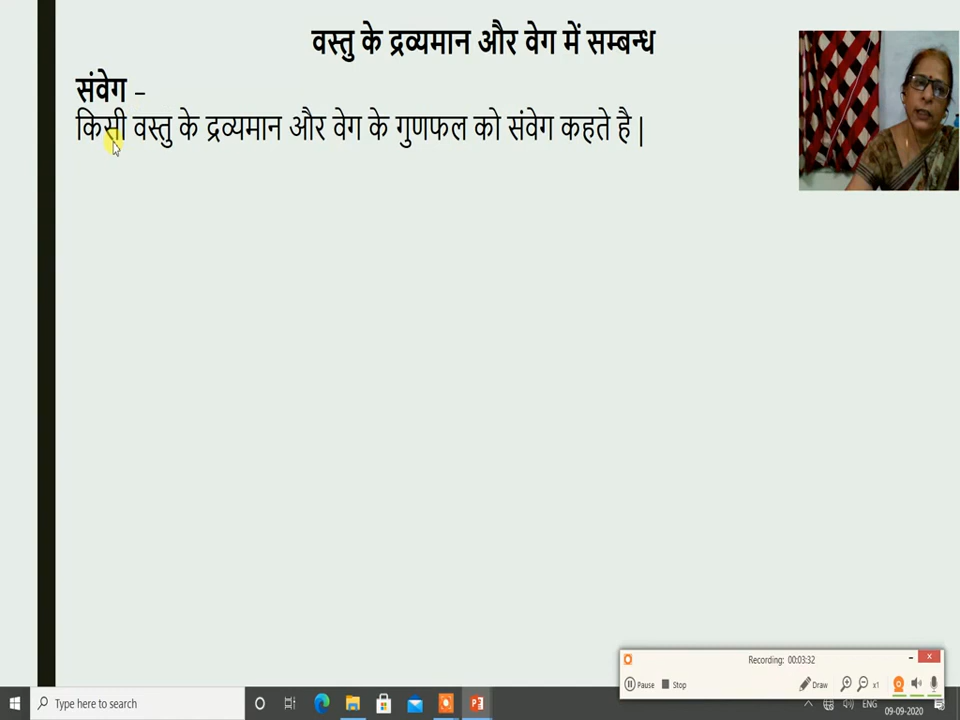 वस्तु के द्रव्यमान और वेग में सम्बन्ध
संवेग –
किसी वस्तु के द्रव्यमान और वेग के गुणफल को संवेग कहते है |
Recording: 00:03:32
Pause Stop Draw x1
Type here to search
ENG
09-09-2020